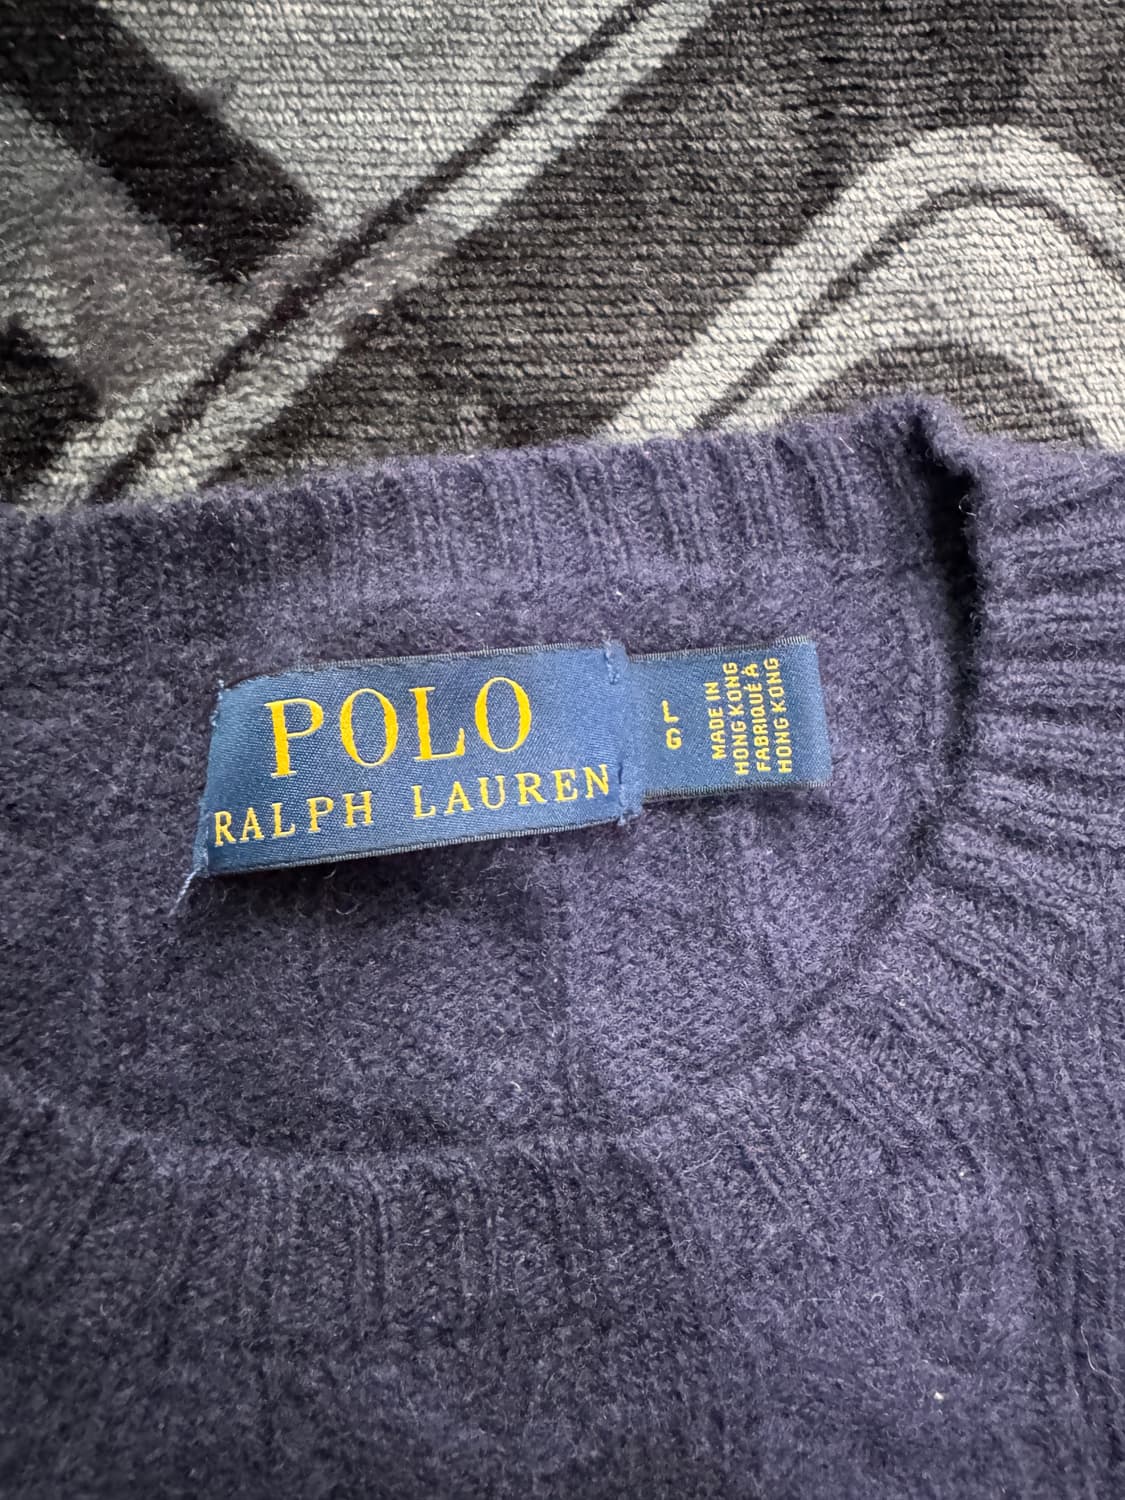 POLO
RALPH LAUREN
L
G
MADE IN
HONG KONG
FABRIQUÉ À
HONG KONG